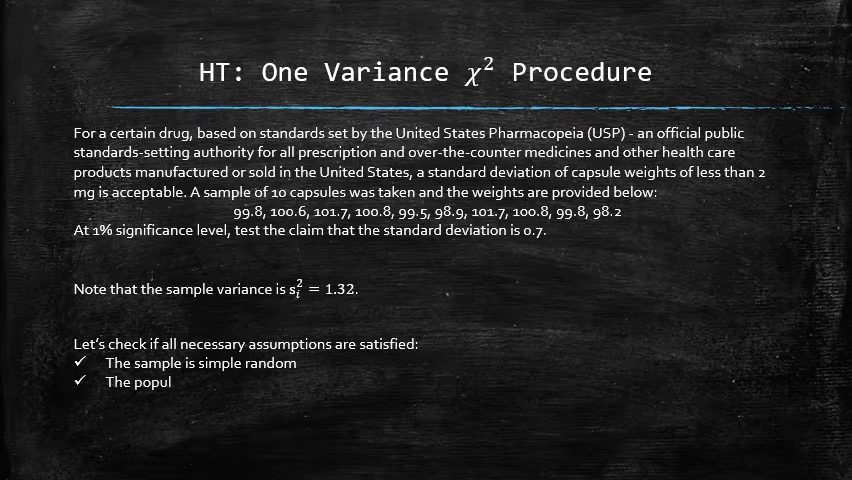 HT: One Variance χ² Procedure
For a certain drug, based on standards set by the United States Pharmacopeia (USP) - an official public
standards-setting authority for all prescription and over-the-counter medicines and other health care
products manufactured or sold in the United States, a standard deviation of capsule weights of less than 2
mg is acceptable. A sample of 10 capsules was taken and the weights are provided below:
99.8, 100.6, 101.7, 100.8, 99.5, 98.9, 101.7, 100.8, 99.8, 98.2
At 1% significance level, test the claim that the standard deviation is 0.7.
Note that the sample variance is s_i^2 = 1.32.
Let's check if all necessary assumptions are satisfied:
✓ The sample is simple random
✓ The popul